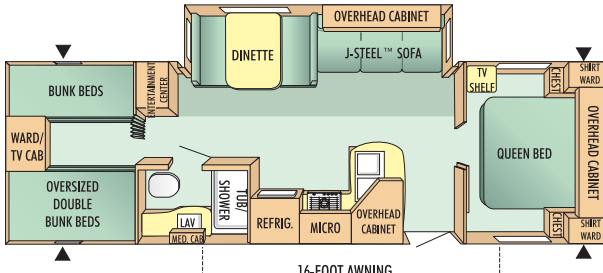 OVERHEAD CABINET
DINETTE
J-STEEL™ SOFA
BUNK BEDS
ENTERTAINMENT
CENTER
TV
SHELF
CHEST
SHIRT
WARD
WARD/
TV CAB
OVERHEAD CABINET
QUEEN BED
OVERSIZED
DOUBLE
BUNK BEDS
TUB/
SHOWER
LAV
MED. CAB
REFRIG.
MICRO
OVERHEAD
CABINET
CHEST
SHIRT
WARD
16-FOOT AWNING